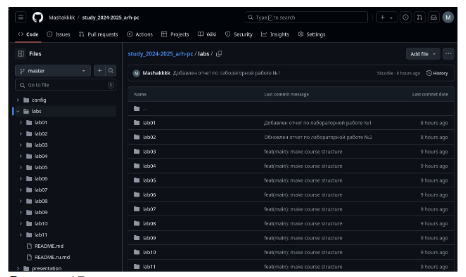 Mashakkkk / study_2024-2025_arh-pc
Type / to search
Code Issues Pull requests Actions Projects Wiki Security Insights Settings
Files
study_2024-2025_arh-pc / labs /
Add file
master
Mashakkkk Добавлен отчет по лабораторной работе №1
8 hours ago History
Go to file
Name Last commit message Last commit date
config
labs
..
lab01
lab02
lab03
lab04
lab05
lab06
lab07
lab08
lab09
lab10
lab11
README.md
README.ru.md
presentation
lab01 Добавлен отчет по лабораторной работе №1 8 hours ago
lab02 Обновлен отчет по лабораторной работе №2 8 hours ago
lab03 feat(main): make course structure 9 hours ago
lab04 feat(main): make course structure 9 hours ago
lab05 feat(main): make course structure 9 hours ago
lab06 feat(main): make course structure 9 hours ago
lab07 feat(main): make course structure 9 hours ago
lab08 feat(main): make course structure 9 hours ago
lab09 feat(main): make course structure 9 hours ago
lab10 feat(main): make course structure 9 hours ago
lab11 feat(main): make course structure 9 hours ago